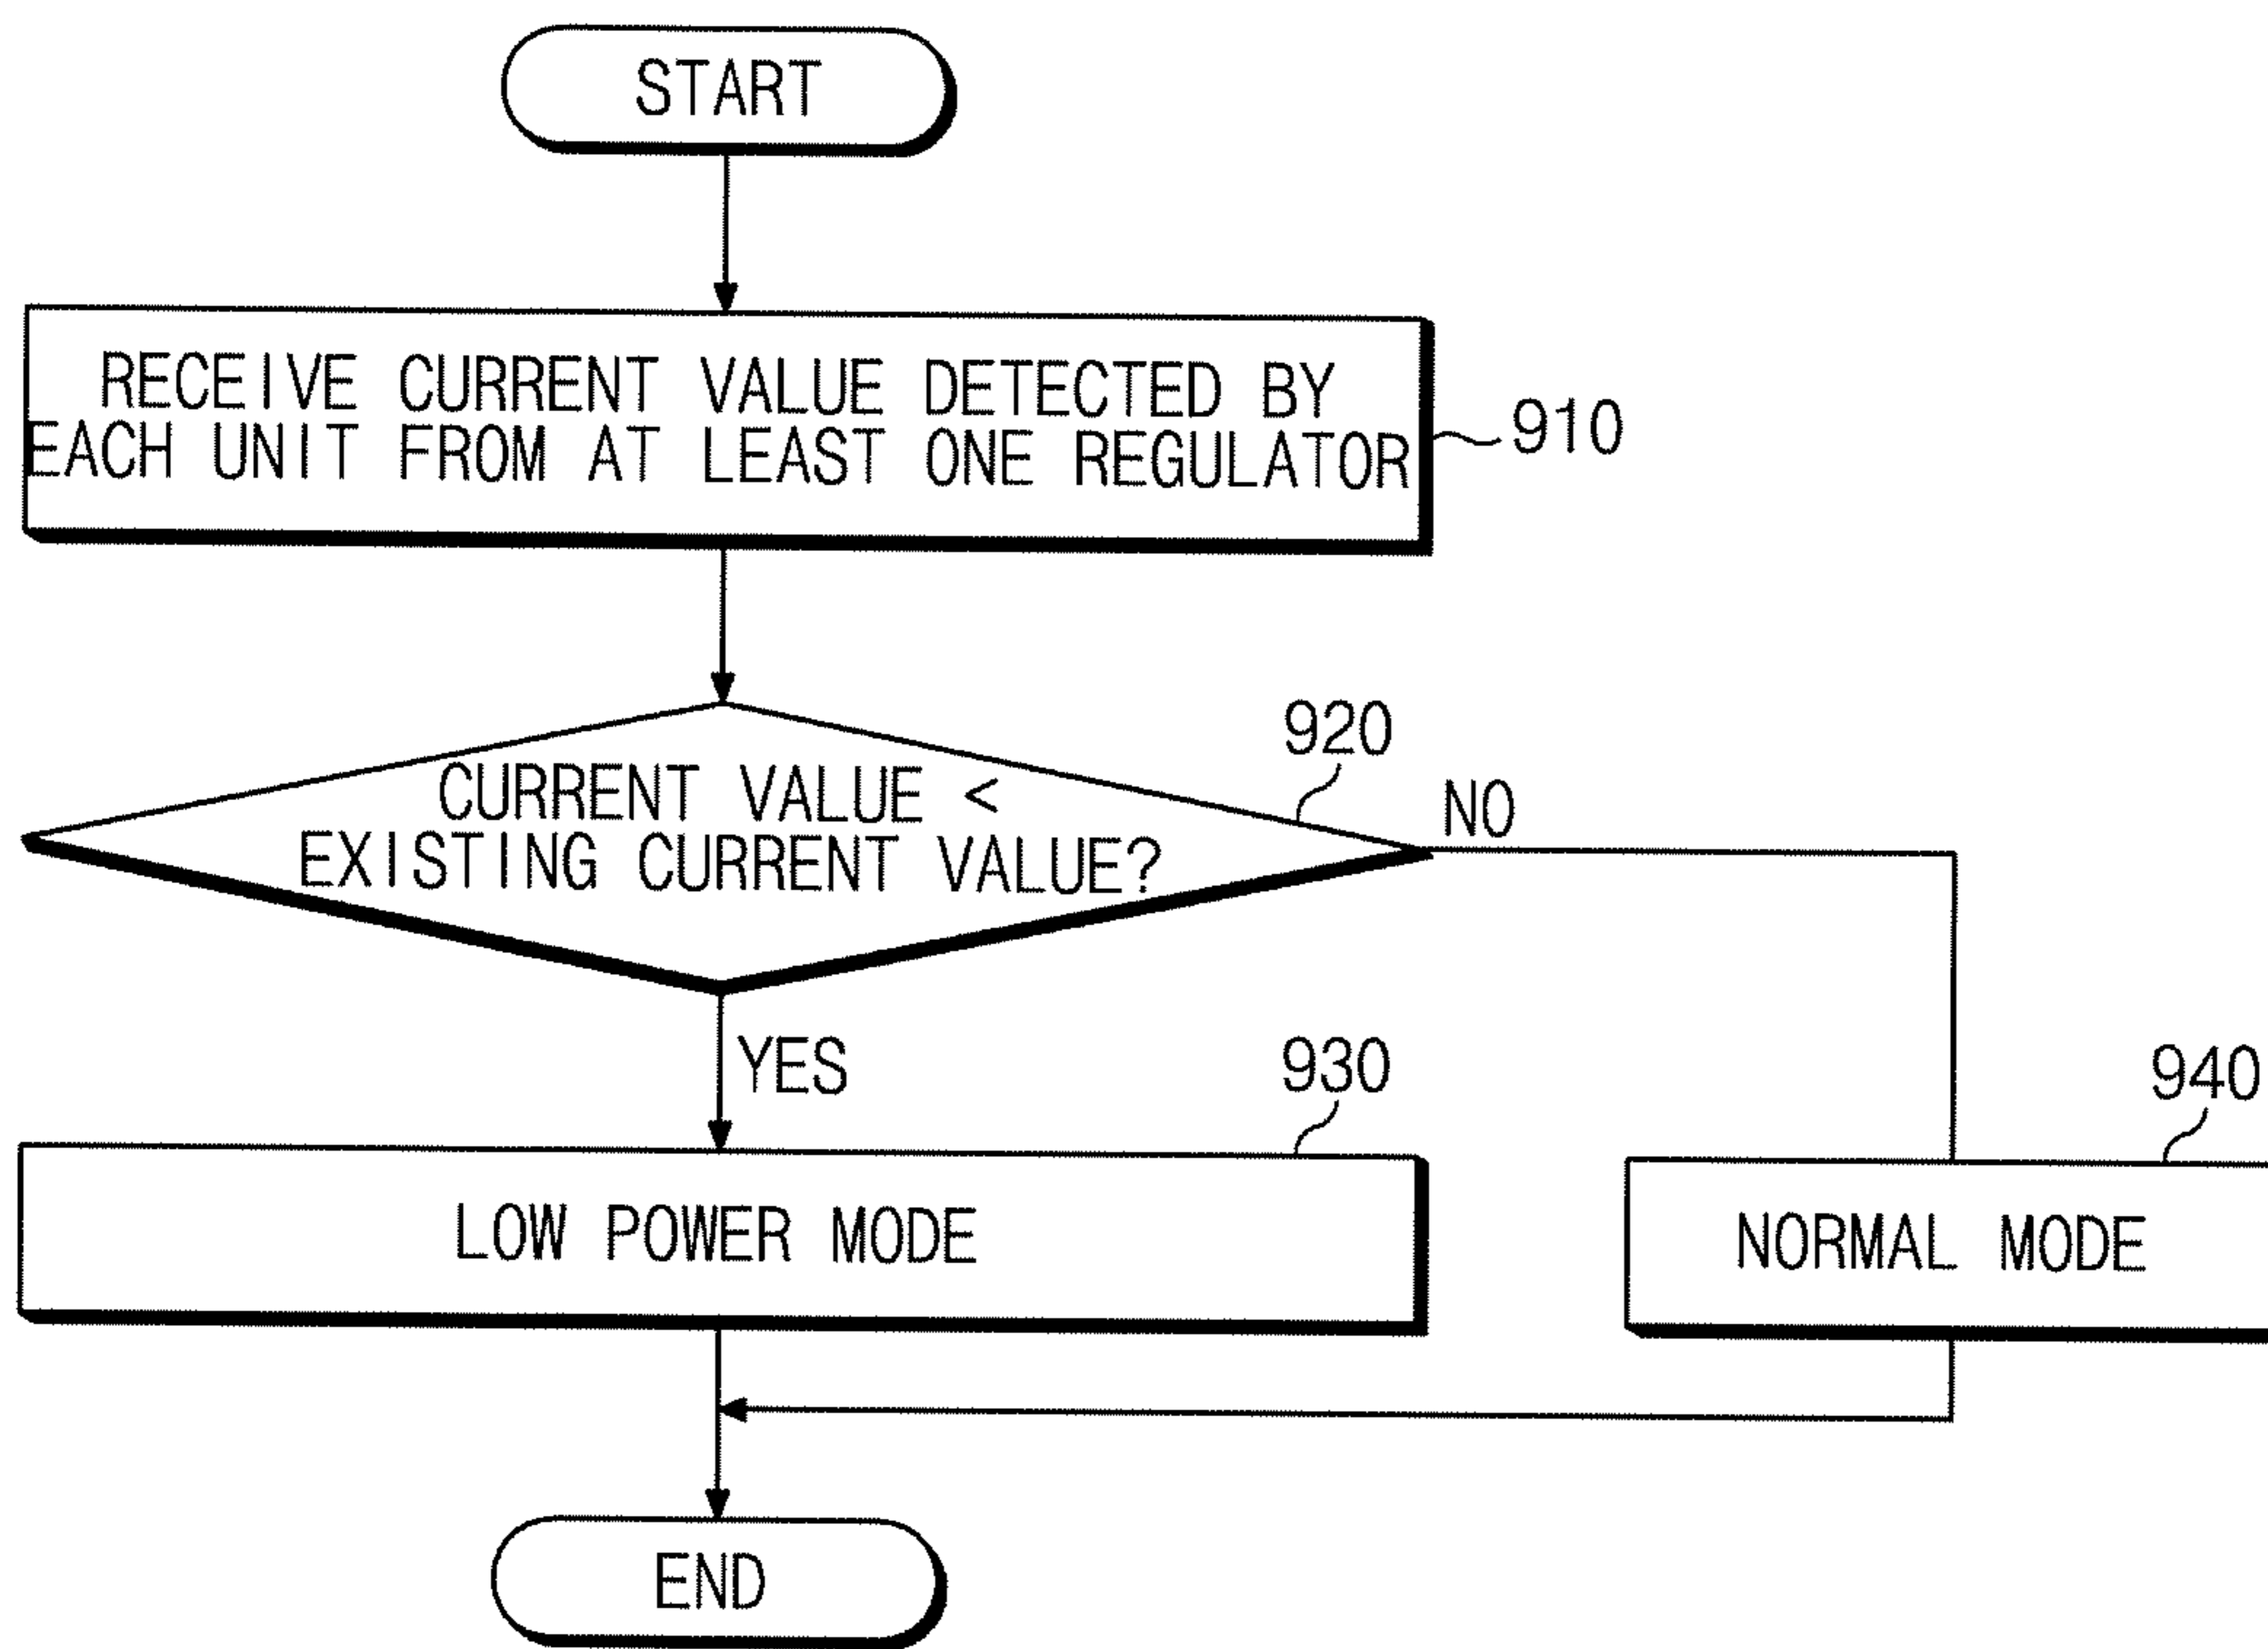 START
RECEIVE CURRENT VALUE DETECTED BY
EACH UNIT FROM AT LEAST ONE REGULATOR
910
920
CURRENT VALUE <
EXISTING CURRENT VALUE?
NO
YES
930
940
LOW POWER MODE
NORMAL MODE
END